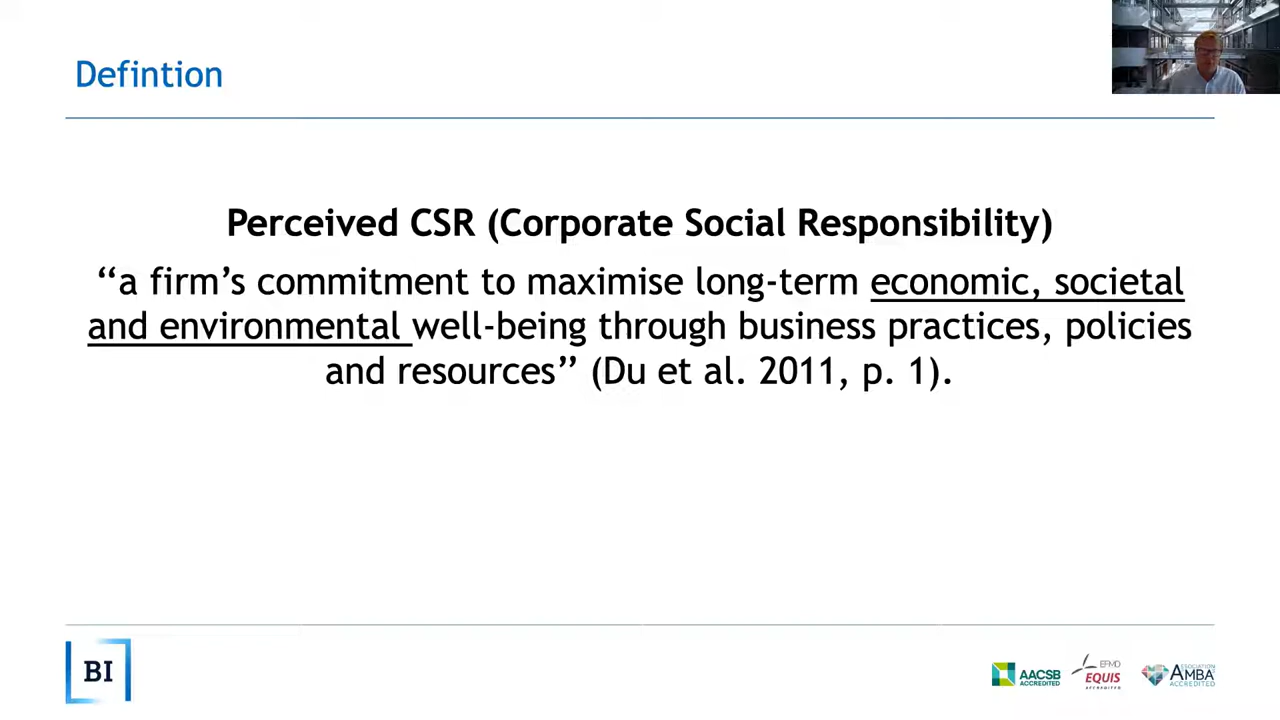 Defintion
Perceived CSR (Corporate Social Responsibility)
‘‘a firm’s commitment to maximise long-term economic, societal
and environmental well-being through business practices, policies
and resources’’ (Du et al. 2011, p. 1).
BI
AACSB
ACCREDITED
EFMD
EQUIS
ACCREDITED
ASSOCIATION
AMBA
ACCREDITED